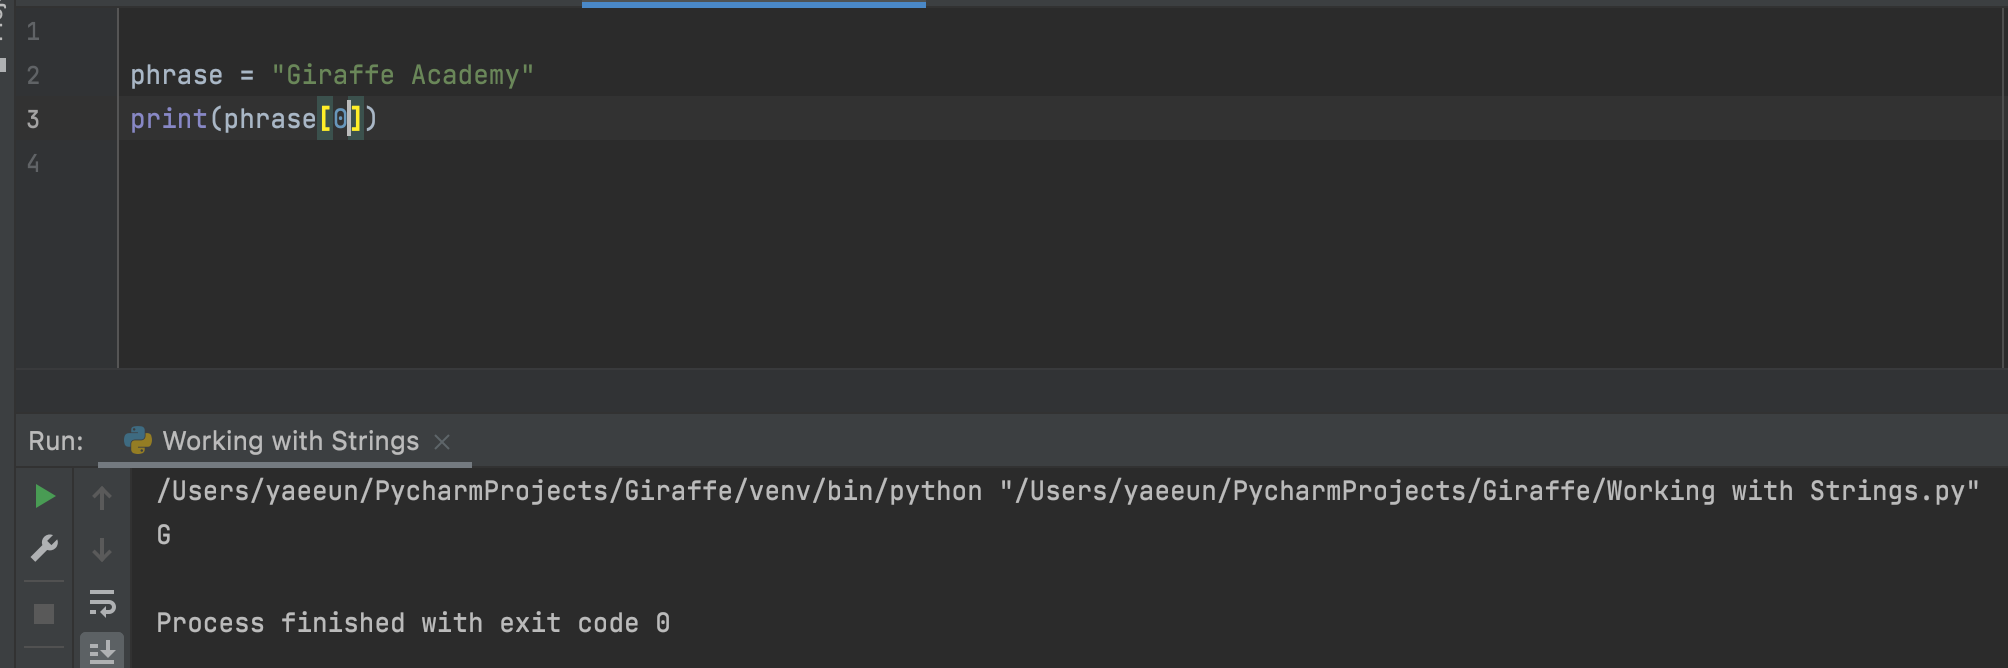 1
2 phrase = "Giraffe Academy"
3 print(phrase[0])
4
Run: Working with Strings
/Users/yaeeun/PycharmProjects/Giraffe/venv/bin/python "/Users/yaeeun/PycharmProjects/Giraffe/Working with Strings.py"
G
Process finished with exit code 0